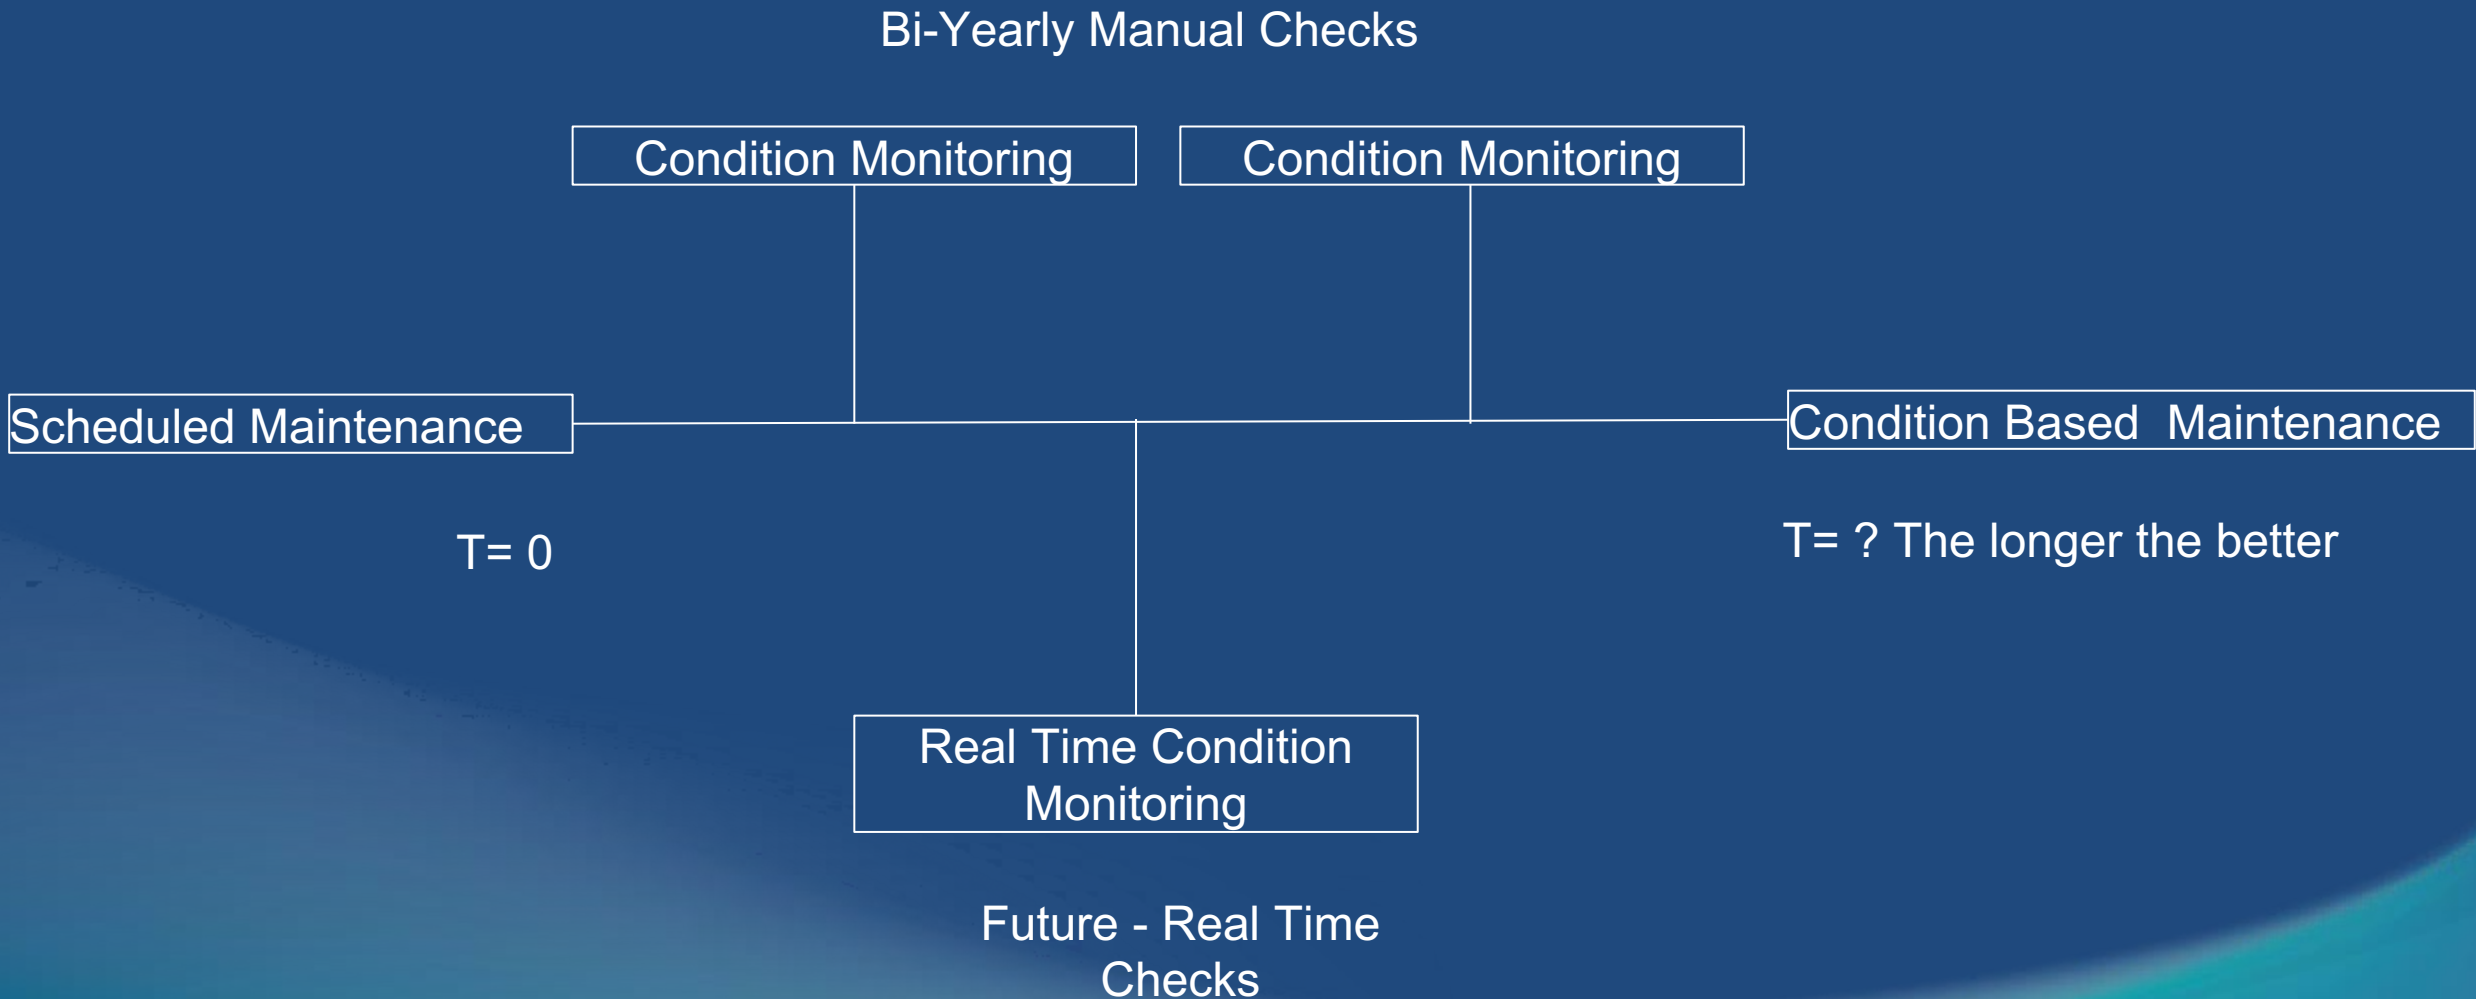 Bi-Yearly Manual Checks
Condition Monitoring
Condition Monitoring
Scheduled Maintenance
Condition Based  Maintenance
T= 0
T= ? The longer the better
Real Time Condition
Monitoring
Future - Real Time
Checks